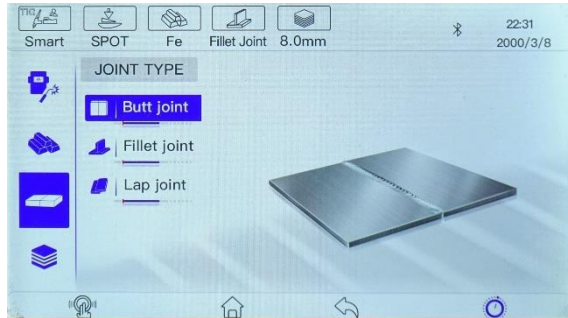 TIG
Smart SPOT Fe Fillet Joint 8.0mm
22:31
2000/3/8
JOINT TYPE
Butt joint
Fillet joint
Lap joint